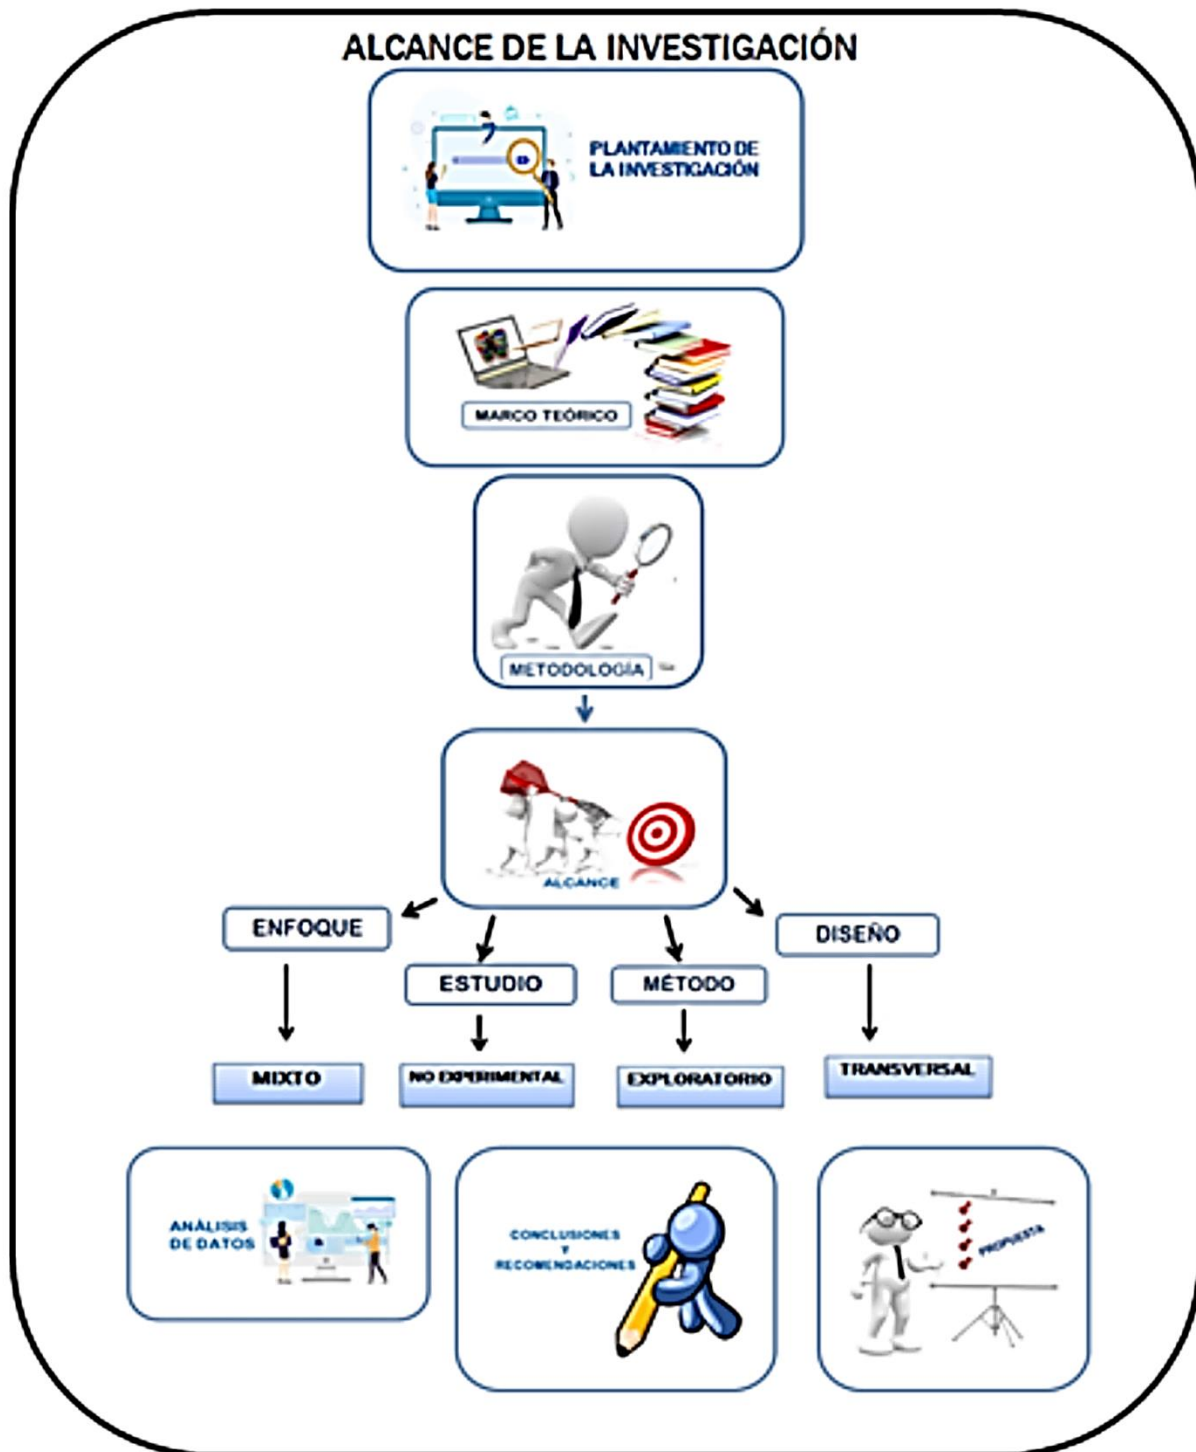 ALCANCE DE LA INVESTIGACIÓN
PLANTAMIENTO DE
LA INVESTIGACIÓN
MARCO TEÓRICO
METODOLOGÍA
ALCANCE
ENFOQUE
DISEÑO
ESTUDIO
MÉTODO
MIXTO
NO EXPERIMENTAL
EXPLORATORIO
TRANSVERSAL
ANÁLISIS
DE DATOS
CONCLUSIONES
Y
RECOMENDACIONES
PROPUESTA